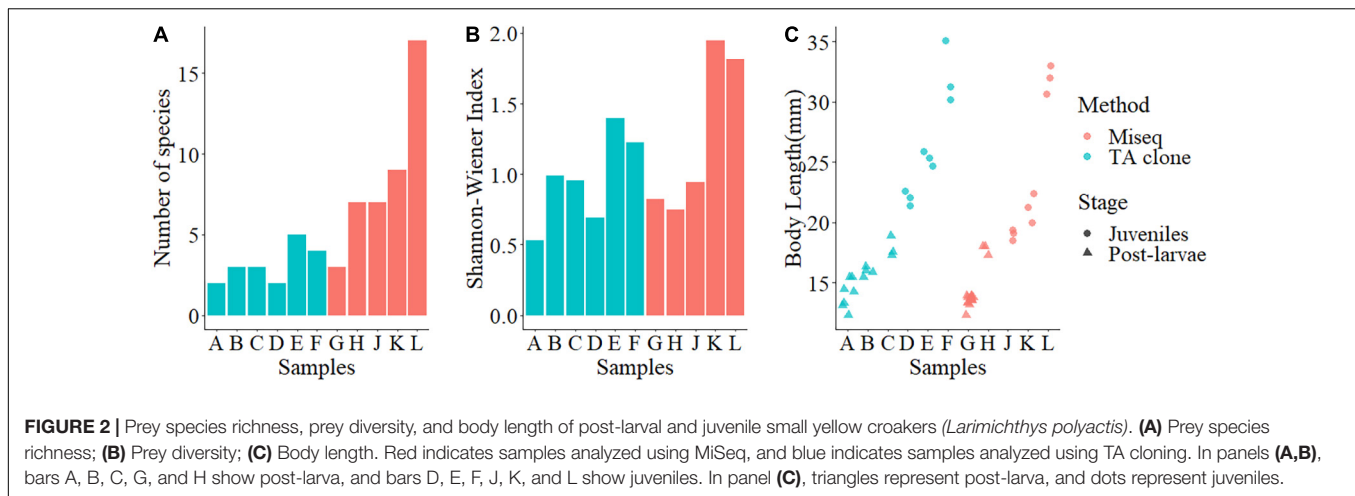 A
Number of species
15
10
5
0
A B C D E F G H J K L
Samples
B
Shannon-Wiener Index
2.0
1.5
1.0
0.5
0.0
A B C D E F G H J K L
Samples
C
Body Length(mm)
35
30
25
20
15
A B C D E F G H J K L
Samples
Method
Miseq
TA clone
Stage
Juveniles
Post-larvae
FIGURE 2 | Prey species richness, prey diversity, and body length of post-larval and juvenile small yellow croakers (Larimichthys polyactis). (A) Prey species
richness; (B) Prey diversity; (C) Body length. Red indicates samples analyzed using MiSeq, and blue indicates samples analyzed using TA cloning. In panels (A,B),
bars A, B, C, G, and H show post-larva, and bars D, E, F, J, K, and L show juveniles. In panel (C), triangles represent post-larva, and dots represent juveniles.